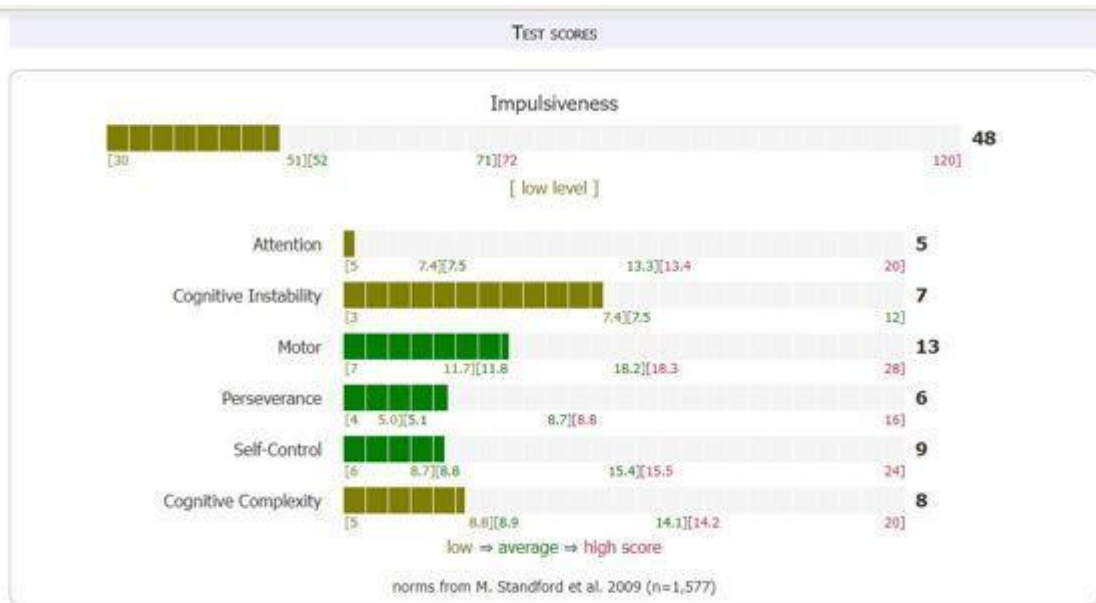 TEST SCORES
Impulsiveness
48
[30 51][52 71][72 120]
[ low level ]
Attention 5
[5 7.4][7.5 13.3][13.4 20]
Cognitive Instability 7
[3 7.4][7.5 12]
Motor 13
[7 11.7][11.8 18.2][18.3 28]
Perseverance 6
[4 5.0][5.1 8.7][8.8 16]
Self-Control 9
[6 8.7][8.8 15.4][15.5 24]
Cognitive Complexity 8
[5 8.8][8.9 14.1][14.2 20]
low ⇒ average ⇒ high score
norms from M. Standford et al. 2009 (n=1,577)